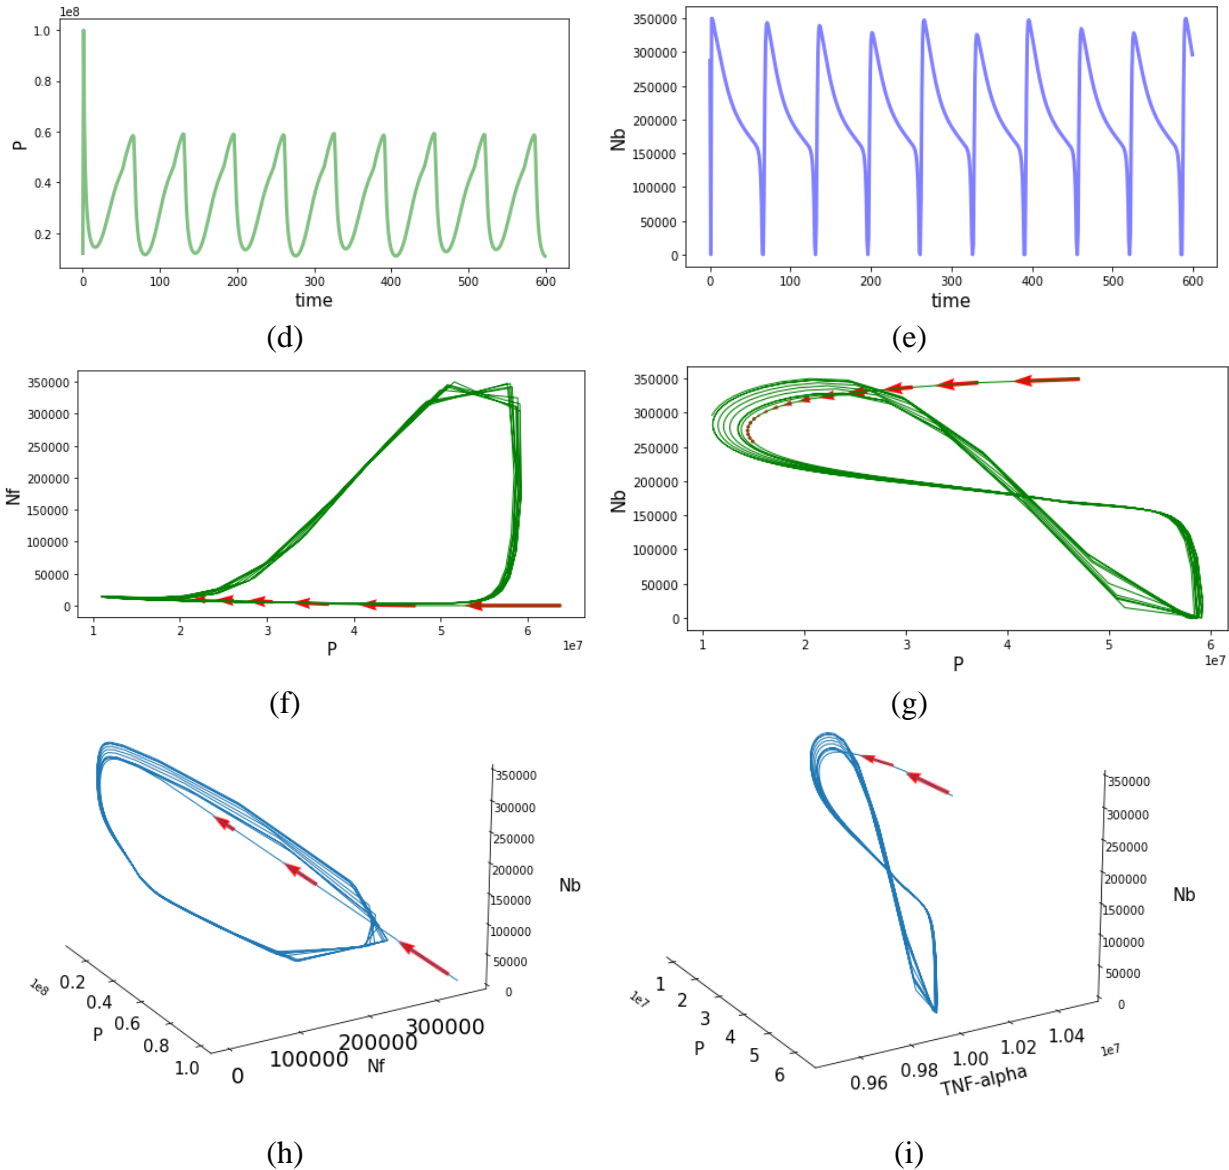 1e8
1.0
0.8
0.6
0.4
0.2
P
0 100 200 300 400 500 600
time
(d)
350000
300000
250000
200000
150000
100000
50000
0
Nb
0 100 200 300 400 500 600
time
(e)
350000
300000
250000
200000
150000
100000
50000
0
Nf
1 2 3 4 5 6
1e7
P
(f)
350000
300000
250000
200000
150000
100000
50000
0
Nb
1 2 3 4 5 6
1e7
P
(g)
350000
300000
250000
200000
150000
100000
50000
0
Nb
1e8
0.2
0.4
0.6
0.8
1.0
P
0
100000
200000
300000
Nf
(h)
350000
300000
250000
200000
150000
100000
50000
0
Nb
1e7
1
2
3
4
5
6
P
0.96
0.98
1.00
1.02
1.04
1e7
TNF-alpha
(i)